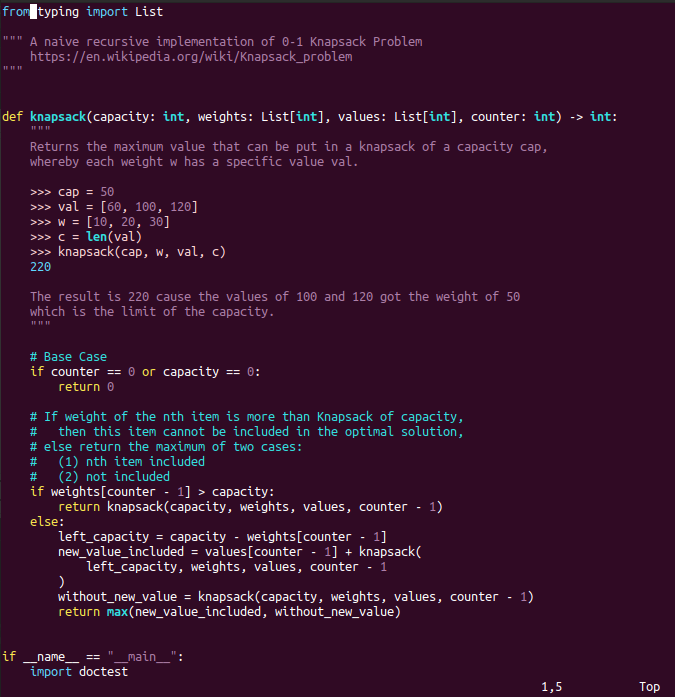 from typing import List

""" A naive recursive implementation of 0-1 Knapsack Problem
    https://en.wikipedia.org/wiki/Knapsack_problem
"""


def knapsack(capacity: int, weights: List[int], values: List[int], counter: int) -> int:
    """
    Returns the maximum value that can be put in a knapsack of a capacity cap,
    whereby each weight w has a specific value val.

    >>> cap = 50
    >>> val = [60, 100, 120]
    >>> w = [10, 20, 30]
    >>> c = len(val)
    >>> knapsack(cap, w, val, c)
    220

    The result is 220 cause the values of 100 and 120 got the weight of 50
    which is the limit of the capacity.
    """

    # Base Case
    if counter == 0 or capacity == 0:
        return 0

    # If weight of the nth item is more than Knapsack of capacity,
    #   then this item cannot be included in the optimal solution,
    # else return the maximum of two cases:
    #   (1) nth item included
    #   (2) not included
    if weights[counter - 1] > capacity:
        return knapsack(capacity, weights, values, counter - 1)
    else:
        left_capacity = capacity - weights[counter - 1]
        new_value_included = values[counter - 1] + knapsack(
            left_capacity, weights, values, counter - 1
        )
        without_new_value = knapsack(capacity, weights, values, counter - 1)
        return max(new_value_included, without_new_value)


if __name__ == "__main__":
    import doctest
1,5 Top